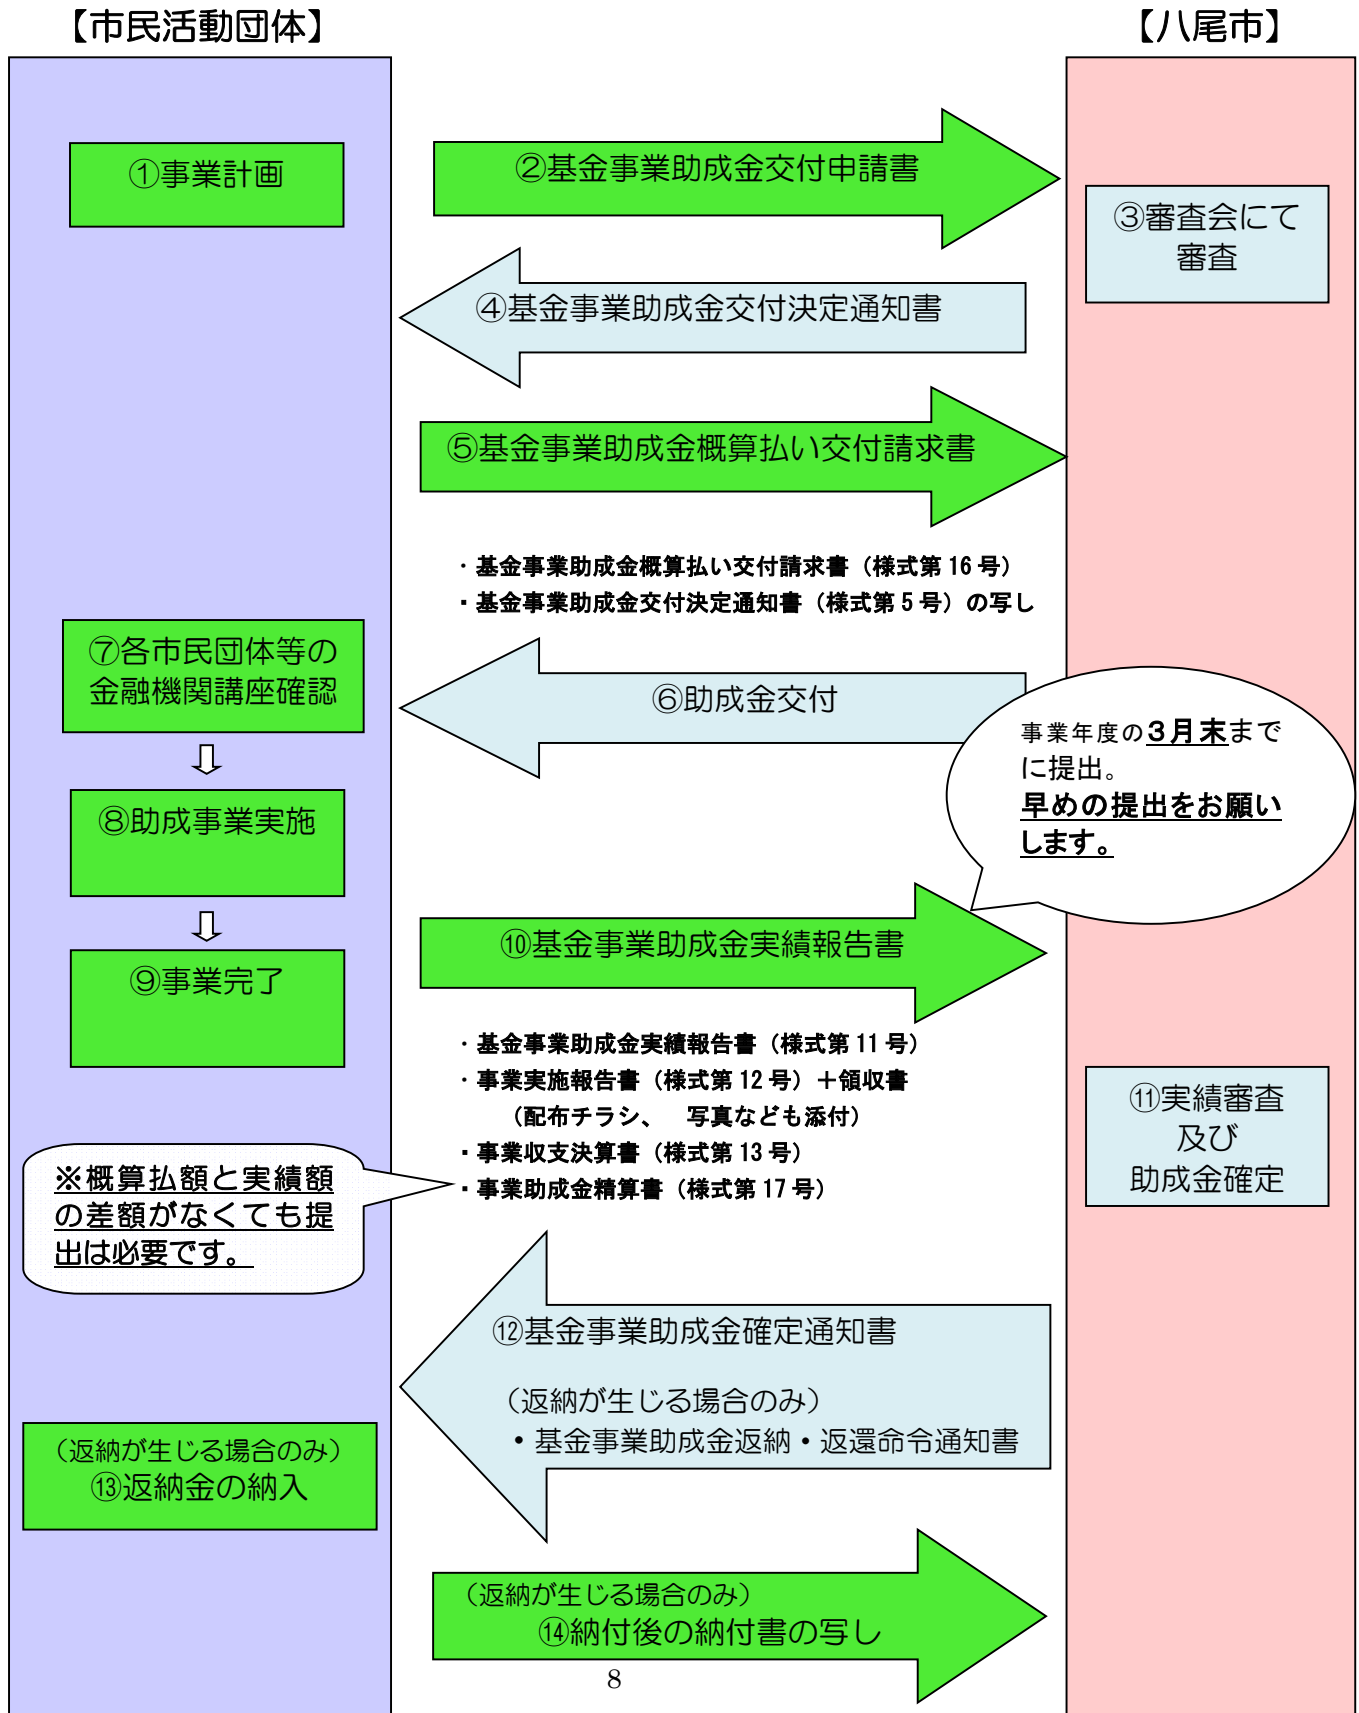 【市民活動団体】
【八尾市】
①事業計画
②基金事業助成金交付申請書
③審査会にて
審査
④基金事業助成金交付決定通知書
⑤基金事業助成金概算払い交付請求書
・基金事業助成金概算払い交付請求書（様式第 16 号）
・基金事業助成金交付決定通知書（様式第 5 号）の写し
⑦各市民団体等の
金融機関講座確認
⑥助成金交付
事業年度の３月末まで
に提出。
早めの提出をお願い
します。
⑧助成事業実施
⑩基金事業助成金実績報告書
⑨事業完了
・基金事業助成金実績報告書（様式第 11 号）
・事業実施報告書（様式第 12 号）＋領収書
（配布チラシ、　写真なども添付）
・事業収支決算書（様式第 13 号）
・事業助成金精算書（様式第 17 号）
⑪実績審査
及び
助成金確定
※概算払額と実績額
の差額がなくても提
出は必要です。
⑫基金事業助成金確定通知書
（返納が生じる場合のみ）
・基金事業助成金返納・返還命令通知書
（返納が生じる場合のみ）
⑬返納金の納入
（返納が生じる場合のみ）
⑭納付後の納付書の写し
8